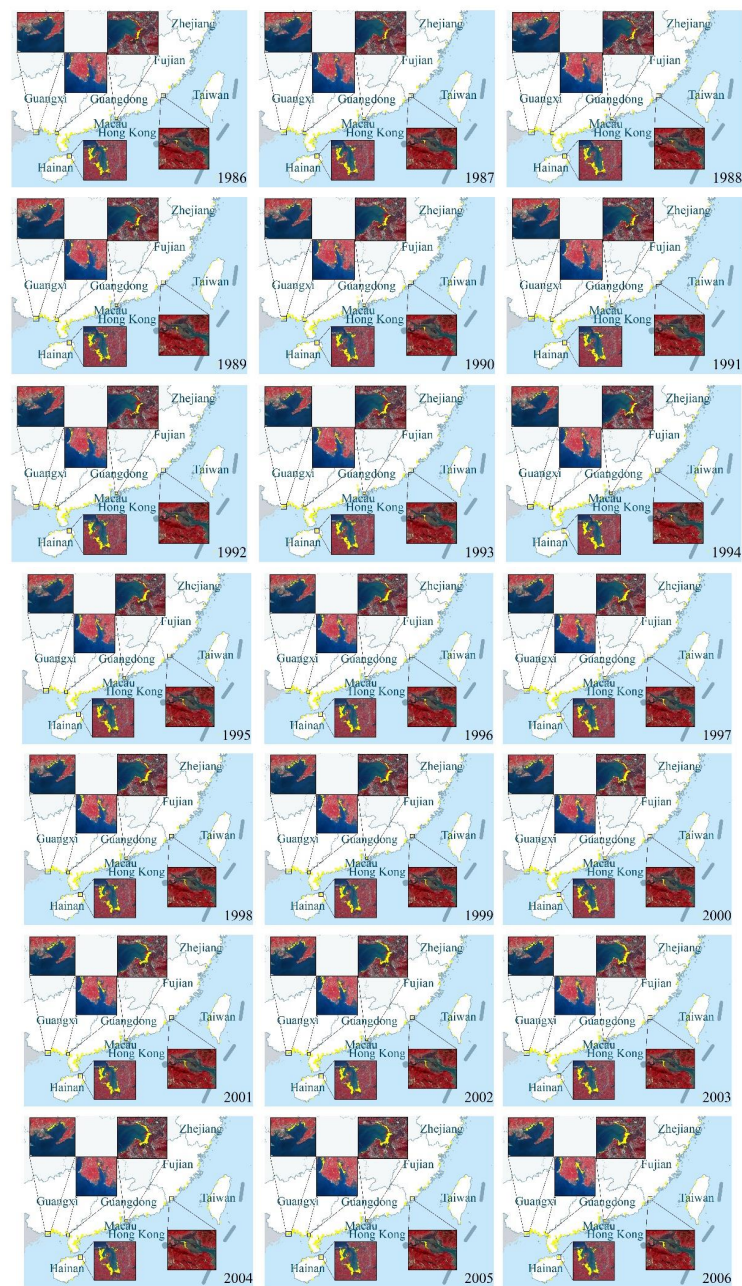 Zhejiang
Fujian
Taiwan
Guangxi Guangdong
Macau
Hong Kong
Hainan
1986
Zhejiang
Fujian
Taiwan
Guangxi Guangdong
Macau
Hong Kong
Hainan
1987
Zhejiang
Fujian
Taiwan
Guangxi Guangdong
Macau
Hong Kong
Hainan
1988
Zhejiang
Fujian
Taiwan
Guangxi Guangdong
Macau
Hong Kong
Hainan
1989
Zhejiang
Fujian
Taiwan
Guangxi Guangdong
Macau
Hong Kong
Hainan
1990
Zhejiang
Fujian
Taiwan
Guangxi Guangdong
Macau
Hong Kong
Hainan
1991
Zhejiang
Fujian
Taiwan
Guangxi Guangdong
Macau
Hong Kong
Hainan
1992
Zhejiang
Fujian
Taiwan
Guangxi Guangdong
Macau
Hong Kong
Hainan
1993
Zhejiang
Fujian
Taiwan
Guangxi Guangdong
Macau
Hong Kong
Hainan
1994
Zhejiang
Fujian
Taiwan
Guangxi Guangdong
Macau
Hong Kong
Hainan
1995
Zhejiang
Fujian
Taiwan
Guangxi Guangdong
Macau
Hong Kong
Hainan
1996
Zhejiang
Fujian
Taiwan
Guangxi Guangdong
Macau
Hong Kong
Hainan
1997
Zhejiang
Fujian
Taiwan
Guangxi Guangdong
Macau
Hong Kong
Hainan
1998
Zhejiang
Fujian
Taiwan
Guangxi Guangdong
Macau
Hong Kong
Hainan
1999
Zhejiang
Fujian
Taiwan
Guangxi Guangdong
Macau
Hong Kong
Hainan
2000
Zhejiang
Fujian
Taiwan
Guangxi Guangdong
Macau
Hong Kong
Hainan
2001
Zhejiang
Fujian
Taiwan
Guangxi Guangdong
Macau
Hong Kong
Hainan
2002
Zhejiang
Fujian
Taiwan
Guangxi Guangdong
Macau
Hong Kong
Hainan
2003
Zhejiang
Fujian
Taiwan
Guangxi Guangdong
Macau
Hong Kong
Hainan
2004
Zhejiang
Fujian
Taiwan
Guangxi Guangdong
Macau
Hong Kong
Hainan
2005
Zhejiang
Fujian
Taiwan
Guangxi Guangdong
Macau
Hong Kong
Hainan
2006